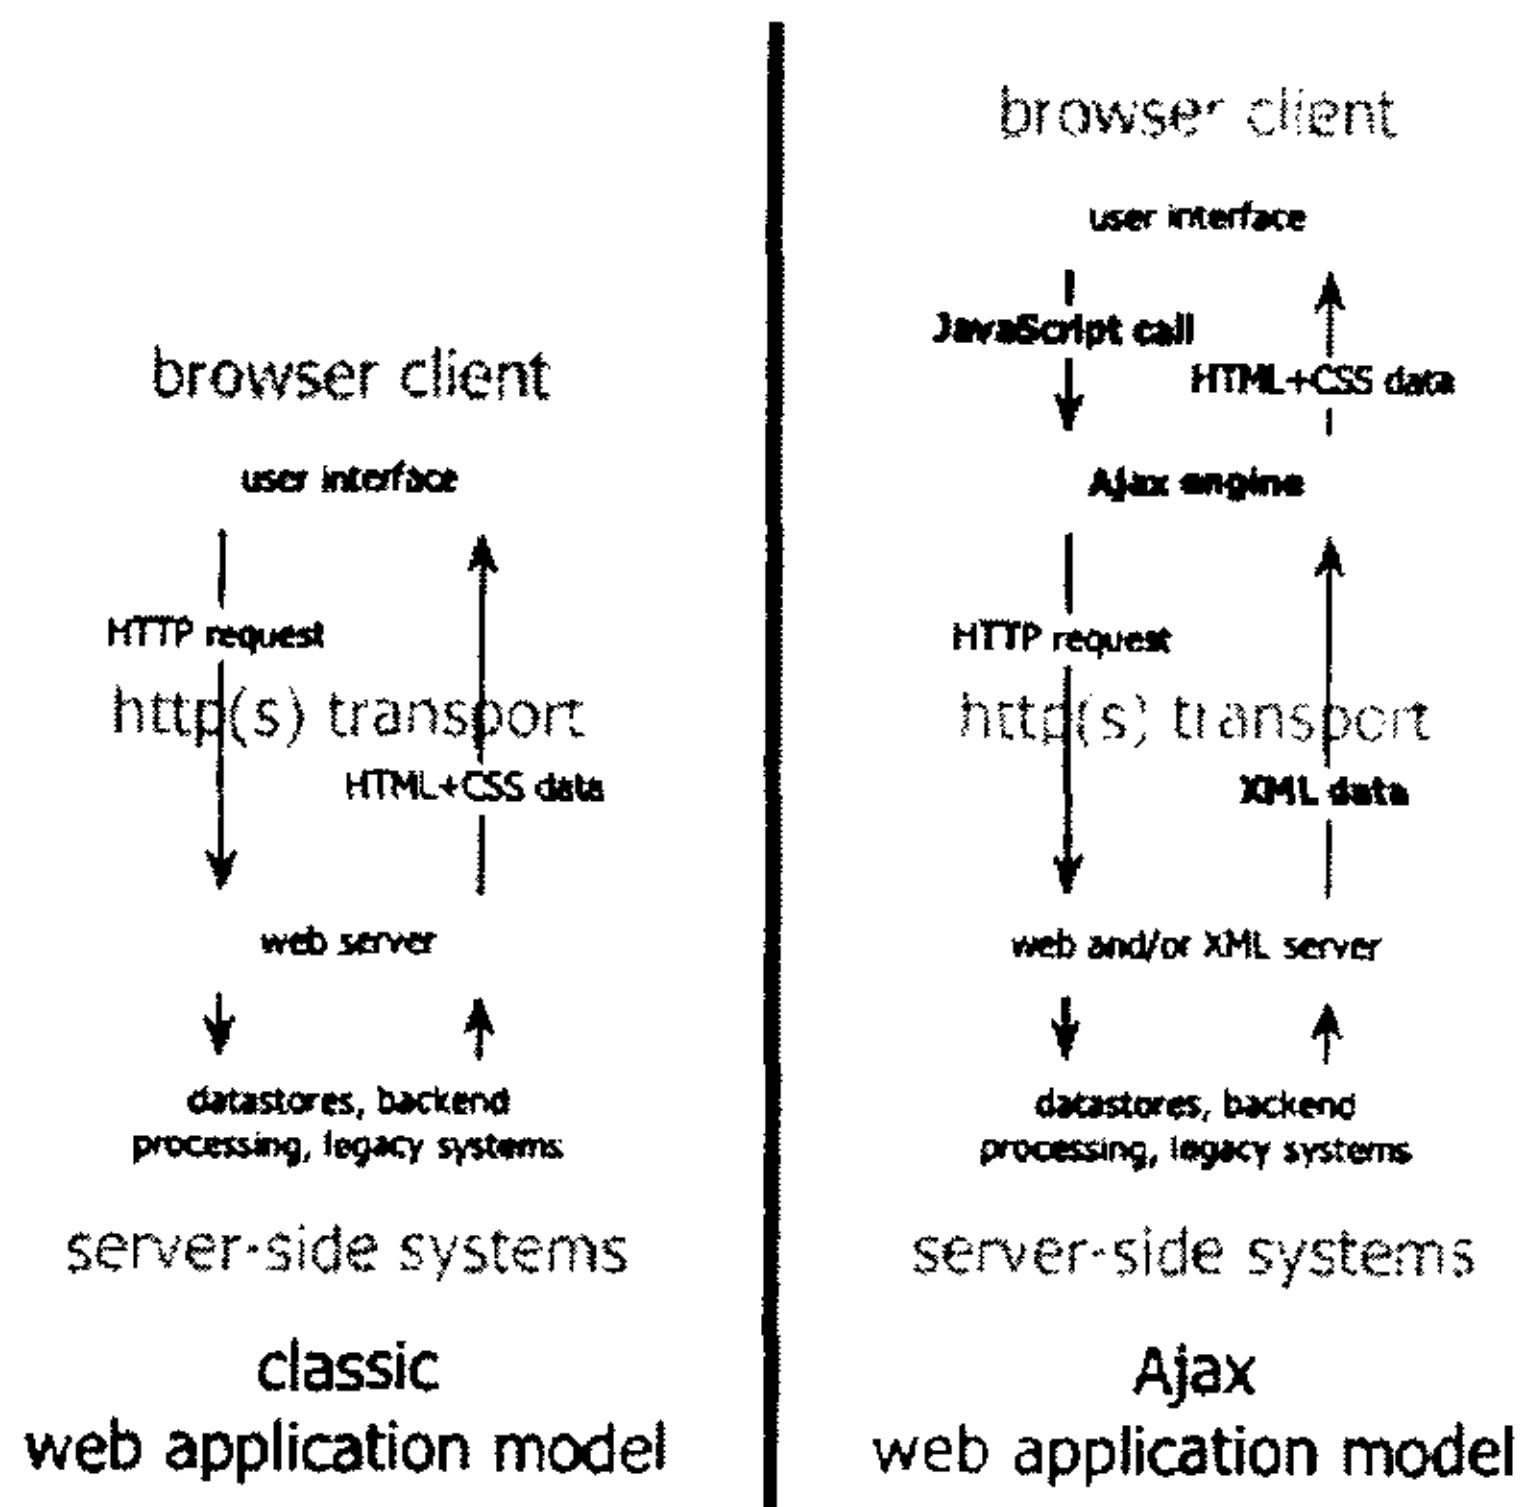 browser client
user interface
HTTP request
http(s) transport
HTML+CSS data
web server
datastores, backend
processing, legacy systems
server-side systems
classic
web application model
browser client
user interface
JavaScript call
HTML+CSS data
Ajax engine
HTTP request
http(s) transport
XML data
web and/or XML server
datastores, backend
processing, legacy systems
server-side systems
Ajax
web application model